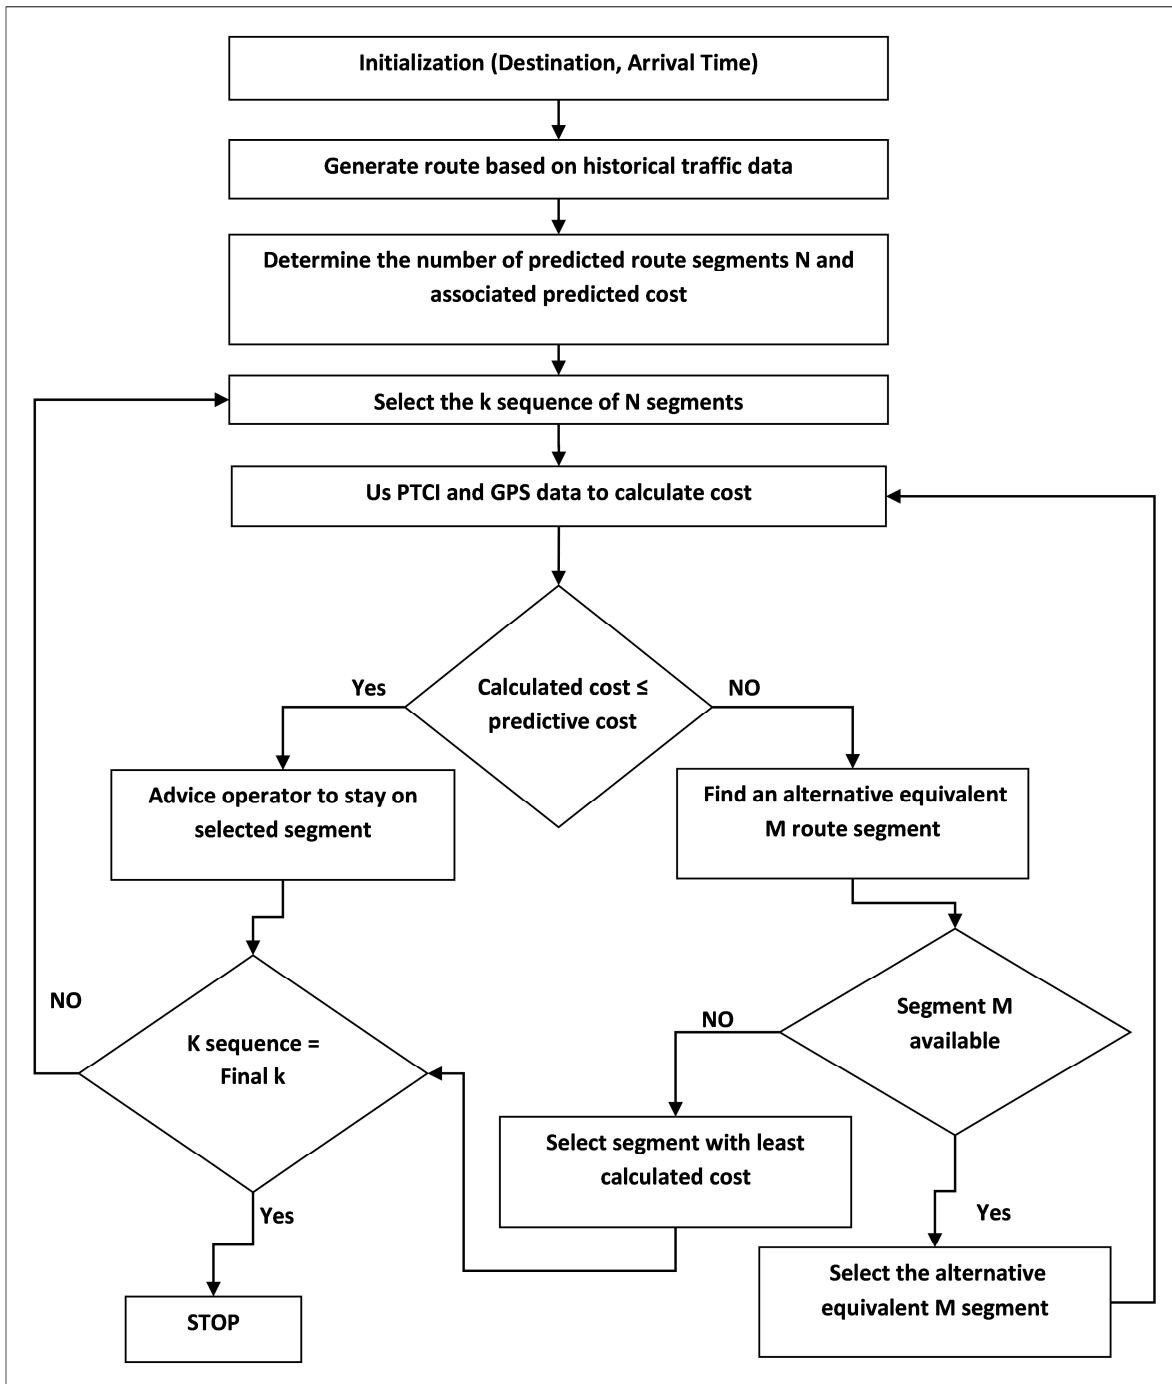 Initialization (Destination, Arrival Time)
Generate route based on historical traffic data
Determine the number of predicted route segments N and
associated predicted cost
Select the k sequence of N segments
Us PTCI and GPS data to calculate cost
Calculated cost ≤
predictive cost
Yes
NO
Advice operator to stay on
selected segment
Find an alternative equivalent
M route segment
NO
K sequence =
Final k
Yes
STOP
Segment M
available
NO
Select segment with least
calculated cost
Yes
Select the alternative
equivalent M segment